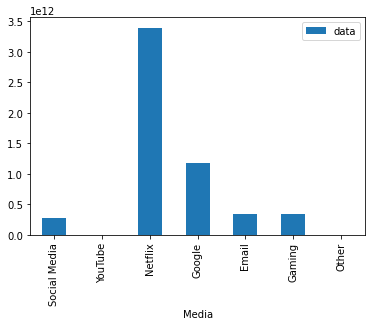 1e12
3.5
3.0
2.5
2.0
1.5
1.0
0.5
0.0
data
Social Media
YouTube
Netflix
Google
Email
Gaming
Other
Media